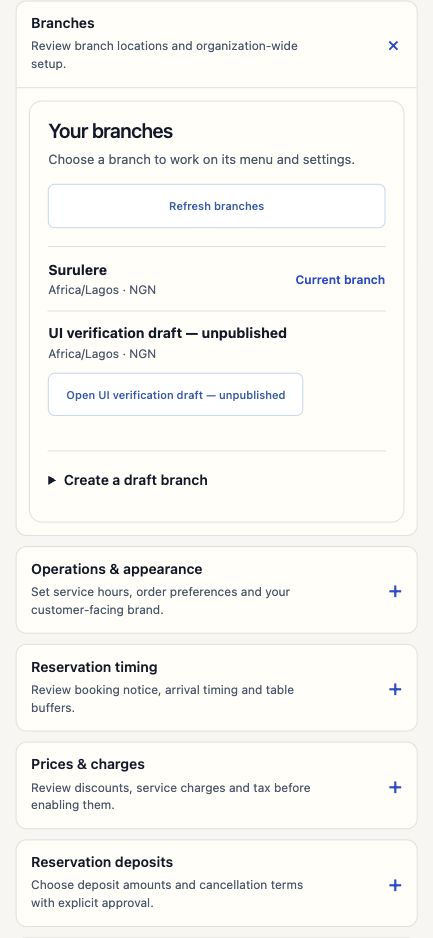 Branches
Review branch locations and organization-wide
setup.
Your branches
Choose a branch to work on its menu and settings.
Refresh branches
Surulere
Africa/Lagos · NGN
Current branch
UI verification draft — unpublished
Africa/Lagos · NGN
Open UI verification draft — unpublished
Create a draft branch
Operations & appearance
Set service hours, order preferences and your
customer-facing brand.
Reservation timing
Review booking notice, arrival timing and table
buffers.
Prices & charges
Review discounts, service charges and tax before
enabling them.
Reservation deposits
Choose deposit amounts and cancellation terms
with explicit approval.